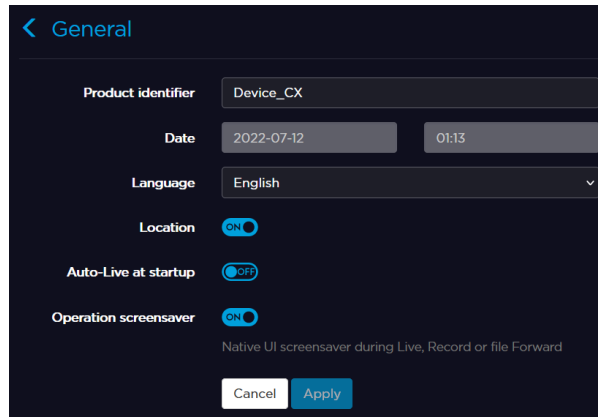 General
Product identifier Device_CX
Date 2022-07-12 01:13
Language English
Location ON
Auto-Live at startup OFF
Operation screensaver ON
Native UI screensaver during Live, Record or file Forward
Cancel Apply